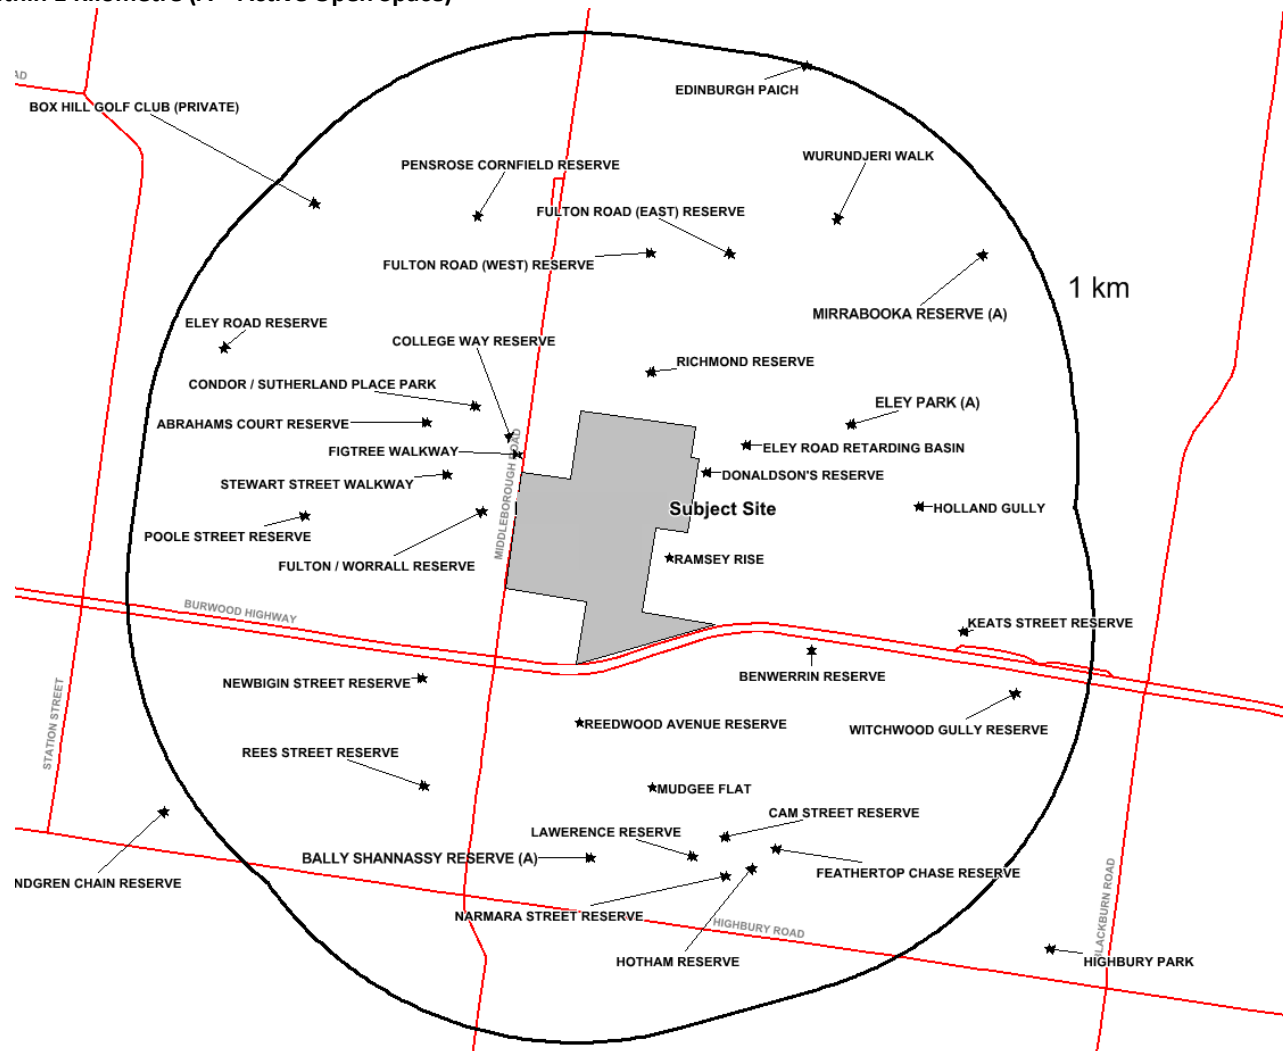 1 kilometre (A - Active Open Space)
EDINBURGH PAICH
BOX HILL GOLF CLUB (PRIVATE)
WURUNDJERI WALK
PENSROSE CORNFIELD RESERVE
FULTON ROAD (EAST) RESERVE
FULTON ROAD (WEST) RESERVE
1 km
MIRRABOOKA RESERVE (A)
ELEY ROAD RESERVE
COLLEGE WAY RESERVE
RICHMOND RESERVE
CONDOR / SUTHERLAND PLACE PARK
ELEY PARK (A)
ABRAHAMS COURT RESERVE
FIGTREE WALKWAY
ELEY ROAD RETARDING BASIN
STEWART STREET WALKWAY
DONALDSON'S RESERVE
MIDDLEBOROUGH ROAD
Subject Site
HOLLAND GULLY
POOLE STREET RESERVE
FULTON / WORRALL RESERVE
RAMSEY RISE
BURWOOD HIGHWAY
KEATS STREET RESERVE
NEWBIGIN STREET RESERVE
BENWERRIN RESERVE
STATION STREET
REEDWOOD AVENUE RESERVE
WITCHWOOD GULLY RESERVE
REES STREET RESERVE
MUDGEE FLAT
CAM STREET RESERVE
LAWERENCE RESERVE
BALLY SHANNASSY RESERVE (A)
FEATHERTOP CHASE RESERVE
NDGREN CHAIN RESERVE
NARMARA STREET RESERVE
HIGHBURY ROAD
BLACKBURN ROAD
HOTHAM RESERVE
HIGHBURY PARK